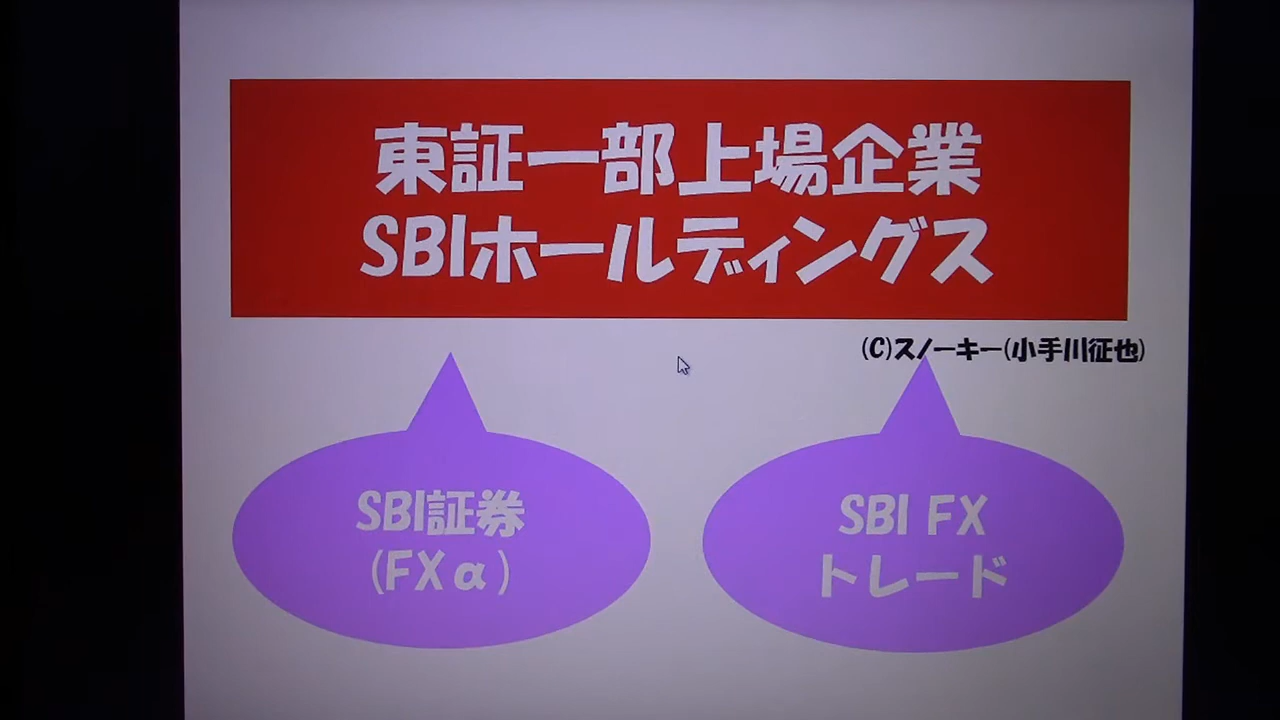 東証一部上場企業
SBIホールディングス
(C)スノーキー(小手川征也)
SBI証券
(FXα)
SBI FX
トレード